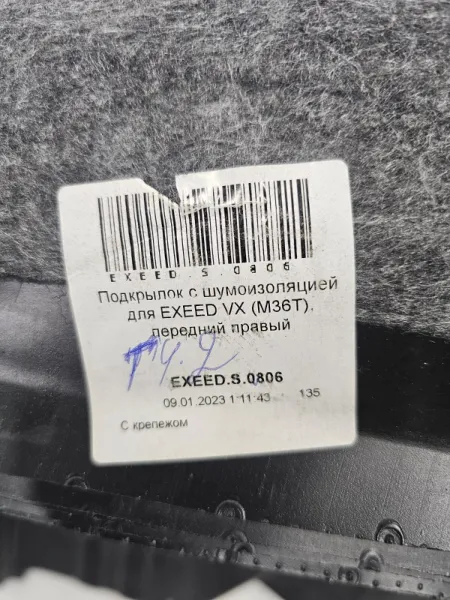 EXEED.S.0806
Подкрылок с шумоизоляцией
для EXEED VX (M36T),
передний правый
EXEED.S.0806
09.01.2023 1:11:43 135
С крепежом